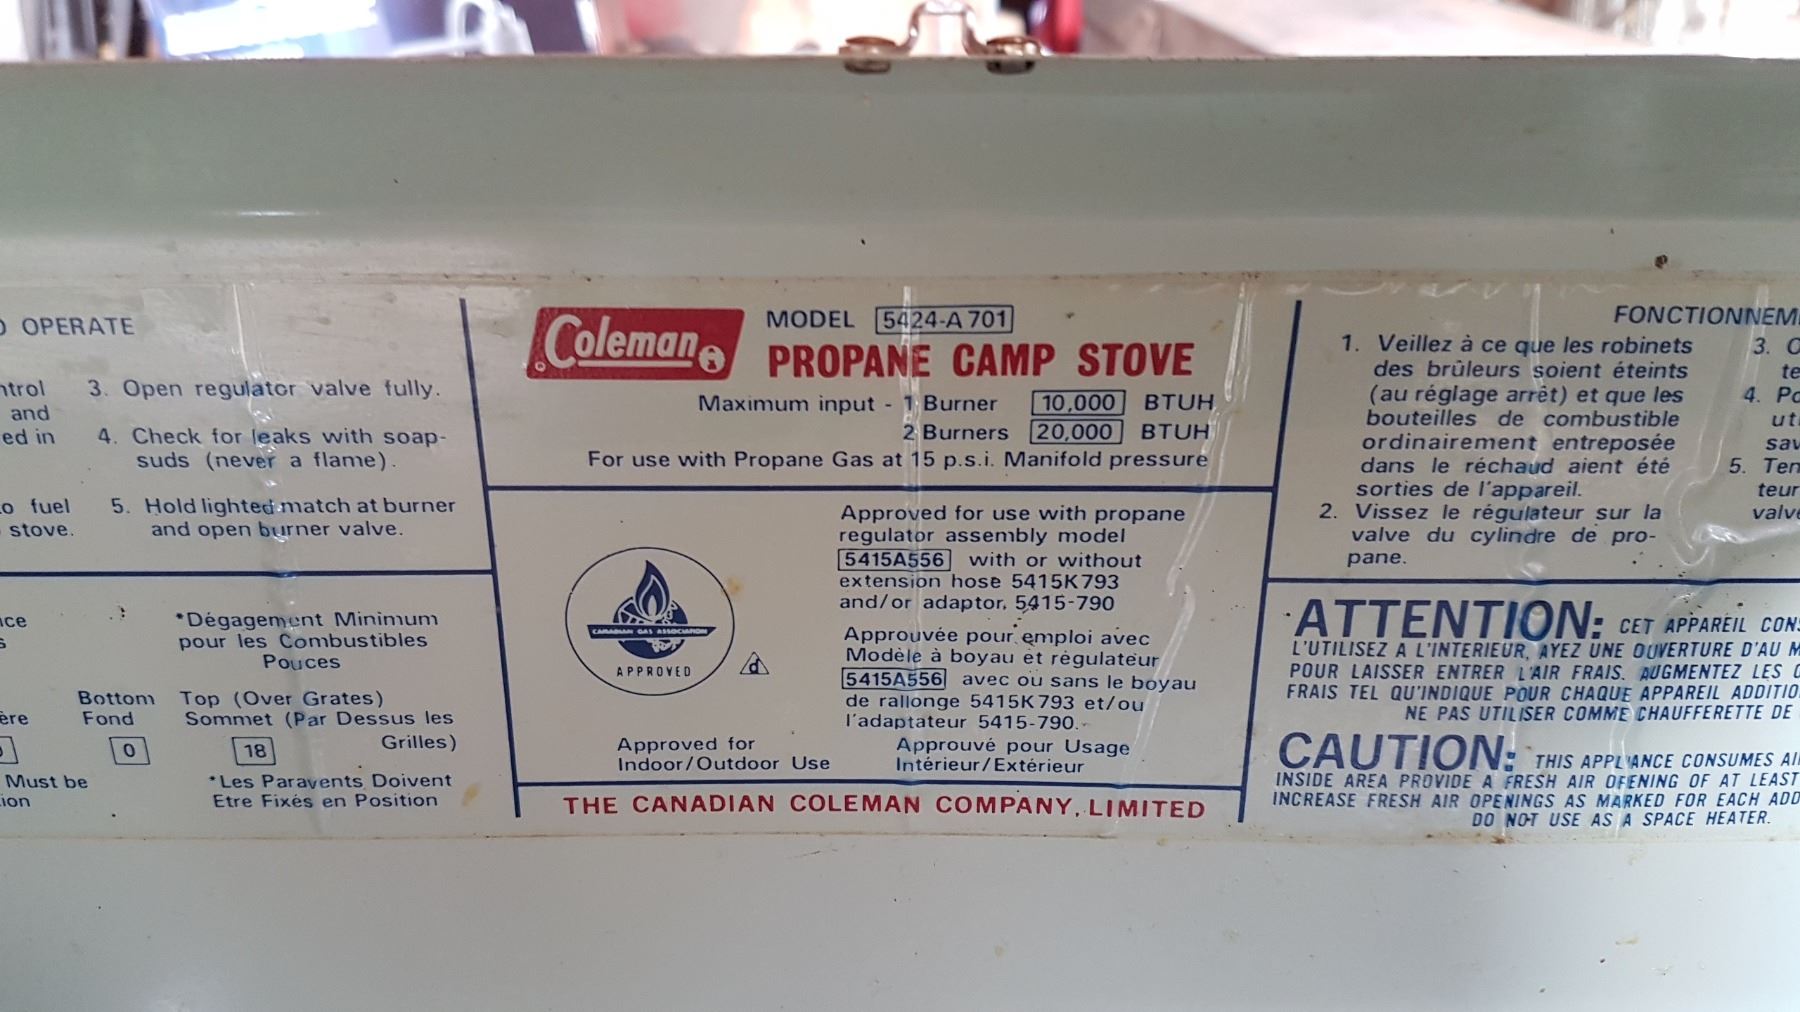 OPERATE
and
ed in
3. Open regulator valve fully.
4. Check for leaks with soap-
suds (never a flame).
fuel
stove.
5. Hold lighted match at burner
and open burner valve.
*Dégagement Minimum
pour les Combustibles
Pouces
Bottom
Fond
0
Top (Over Grates)
Sommet (Par Dessus les
Grilles)
18
Must be
*Les Paravents Doivent
Etre Fixés en Position
Coleman
MODEL 5424-A 701
PROPANE CAMP STOVE
Maximum input - 1 Burner 10,000 BTUH
2 Burners 20,000 BTUH
For use with Propane Gas at 15 p.s.i. Manifold pressure
CANADIAN GAS ASSOCIATION
APPROVED
d
Approved for use with propane
regulator assembly model
5415A556 with or without
extension hose 5415K793
and/or adaptor, 5415-790
Approuvée pour emploi avec
Modèle à boyau et régulateur
5415A556 avec ou sans le boyau
de rallonge 5415K793 et/ou
l'adaptateur 5415-790.
Approved for
Indoor/Outdoor Use
Approuvé pour Usage
Intérieur/Extérieur
THE CANADIAN COLEMAN COMPANY, LIMITED
FONCTIONNEM
1. Veillez à ce que les robinets
des brûleurs soient éteints
(au réglage arrêt) et que les
bouteilles de combustible
ordinairement entreposée
dans le réchaud aient été
sorties de l'appareil.
2. Vissez le régulateur sur la
valve du cylindre de pro-
pane.
3.
4.
5. Ten
teur
valve
ATTENTION: CET APPAREIL CONS
L'UTILISEZ A L'INTERIEUR, AYEZ UNE OUVERTURE D'AU M
POUR LAISSER ENTRER L'AIR FRAIS. AUGMENTEZ LES
FRAIS TEL QU'INDIQUE POUR CHAQUE APPAREIL ADDITIO
NE PAS UTILISER COMME CHAUFFERETTE DE
CAUTION: THIS APPLIANCE CONSUMES AI
INSIDE AREA PROVIDE A FRESH AIR OPENING OF AT LEAST
INCREASE FRESH AIR OPENINGS AS MARKED FOR EACH ADD
DO NOT USE AS A SPACE HEATER.